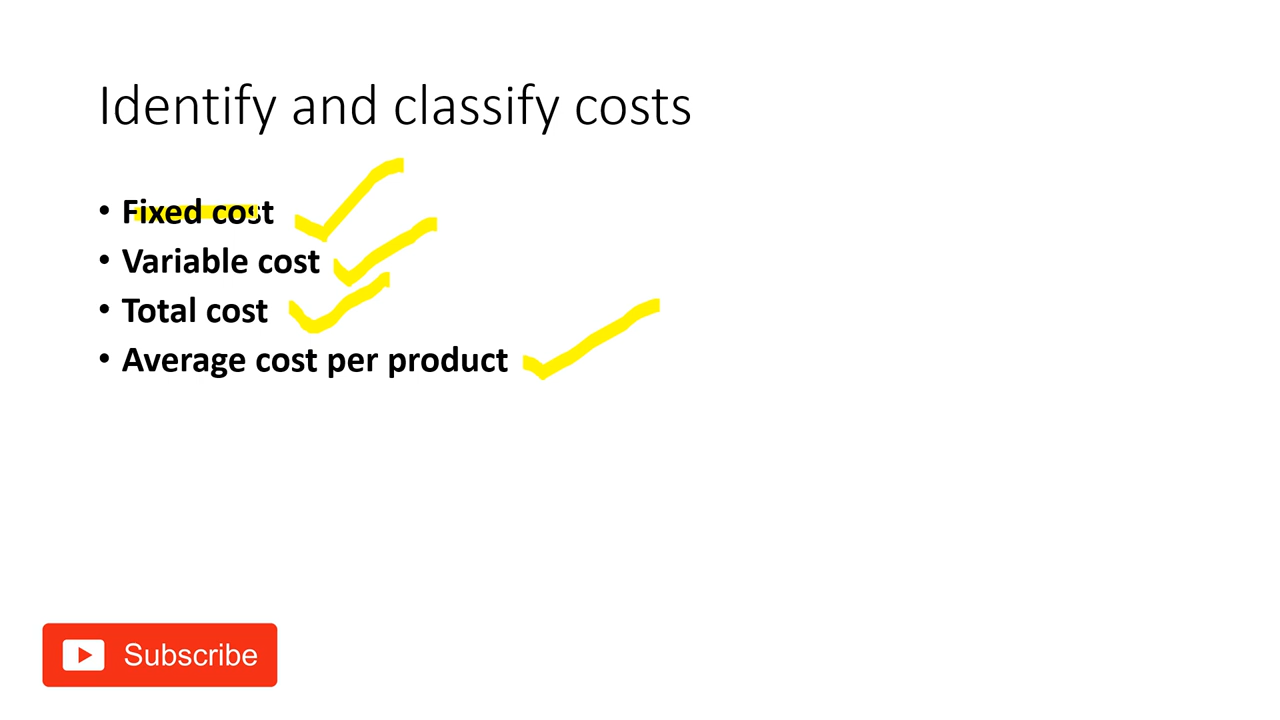 Identify and classify costs
• Fixed cost
• Variable cost
• Total cost
• Average cost per product
Subscribe